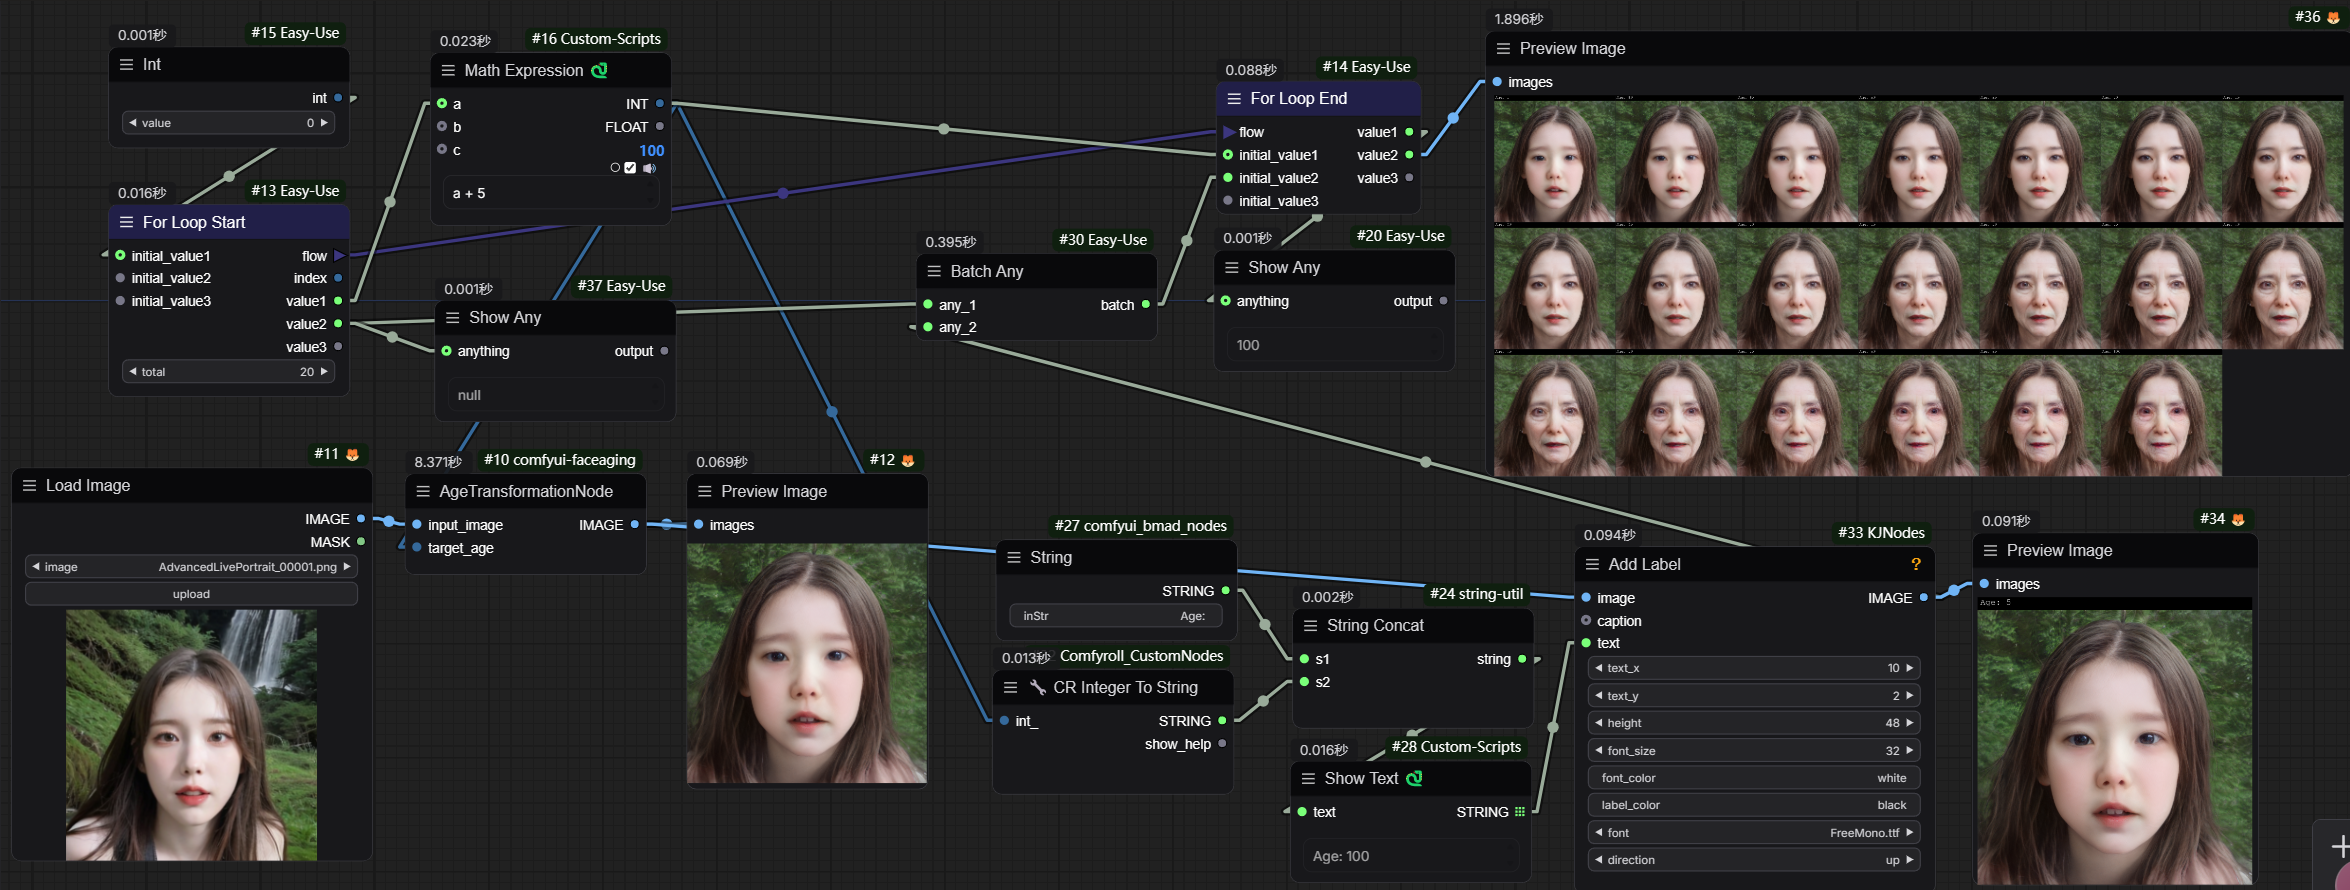 0.001秒
#15 Easy-Use
Int
int
value
0
0.016秒
#13 Easy-Use
For Loop Start
initial_value1
flow
initial_value2
index
initial_value3
value1
value2
value3
total
20
0.023秒
#16 Custom-Scripts
Math Expression
a
INT
b
FLOAT
c
100
a + 5
0.001秒
#37 Easy-Use
Show Any
anything
output
null
0.395秒
#30 Easy-Use
Batch Any
any_1
batch
any_2
0.088秒
#14 Easy-Use
For Loop End
flow
value1
initial_value1
value2
initial_value2
value3
initial_value3
0.001秒
#20 Easy-Use
Show Any
anything
output
100
1.896秒
#36
Preview Image
images
#11
Load Image
IMAGE
MASK
image
AdvancedLivePortrait_00001.png
upload
8.371秒
#10 comfyui-faceaging
AgeTransformationNode
input_image
IMAGE
target_age
0.069秒
#12
Preview Image
images
#27 comfyui_bmad_nodes
String
STRING
inStr
Age:
0.013秒
Comfyroll_CustomNodes
CR Integer To String
int_
STRING
show_help
0.002秒
#24 string-util
String Concat
s1
string
s2
0.016秒
#28 Custom-Scripts
Show Text
text
STRING
Age: 100
0.094秒
#33 KJNodes
Add Label
?
image
IMAGE
caption
text
text_x
10
text_y
2
height
48
font_size
32
font_color
white
label_color
black
font
FreeMono.ttf
direction
up
0.091秒
#34
Preview Image
images
Age: 5